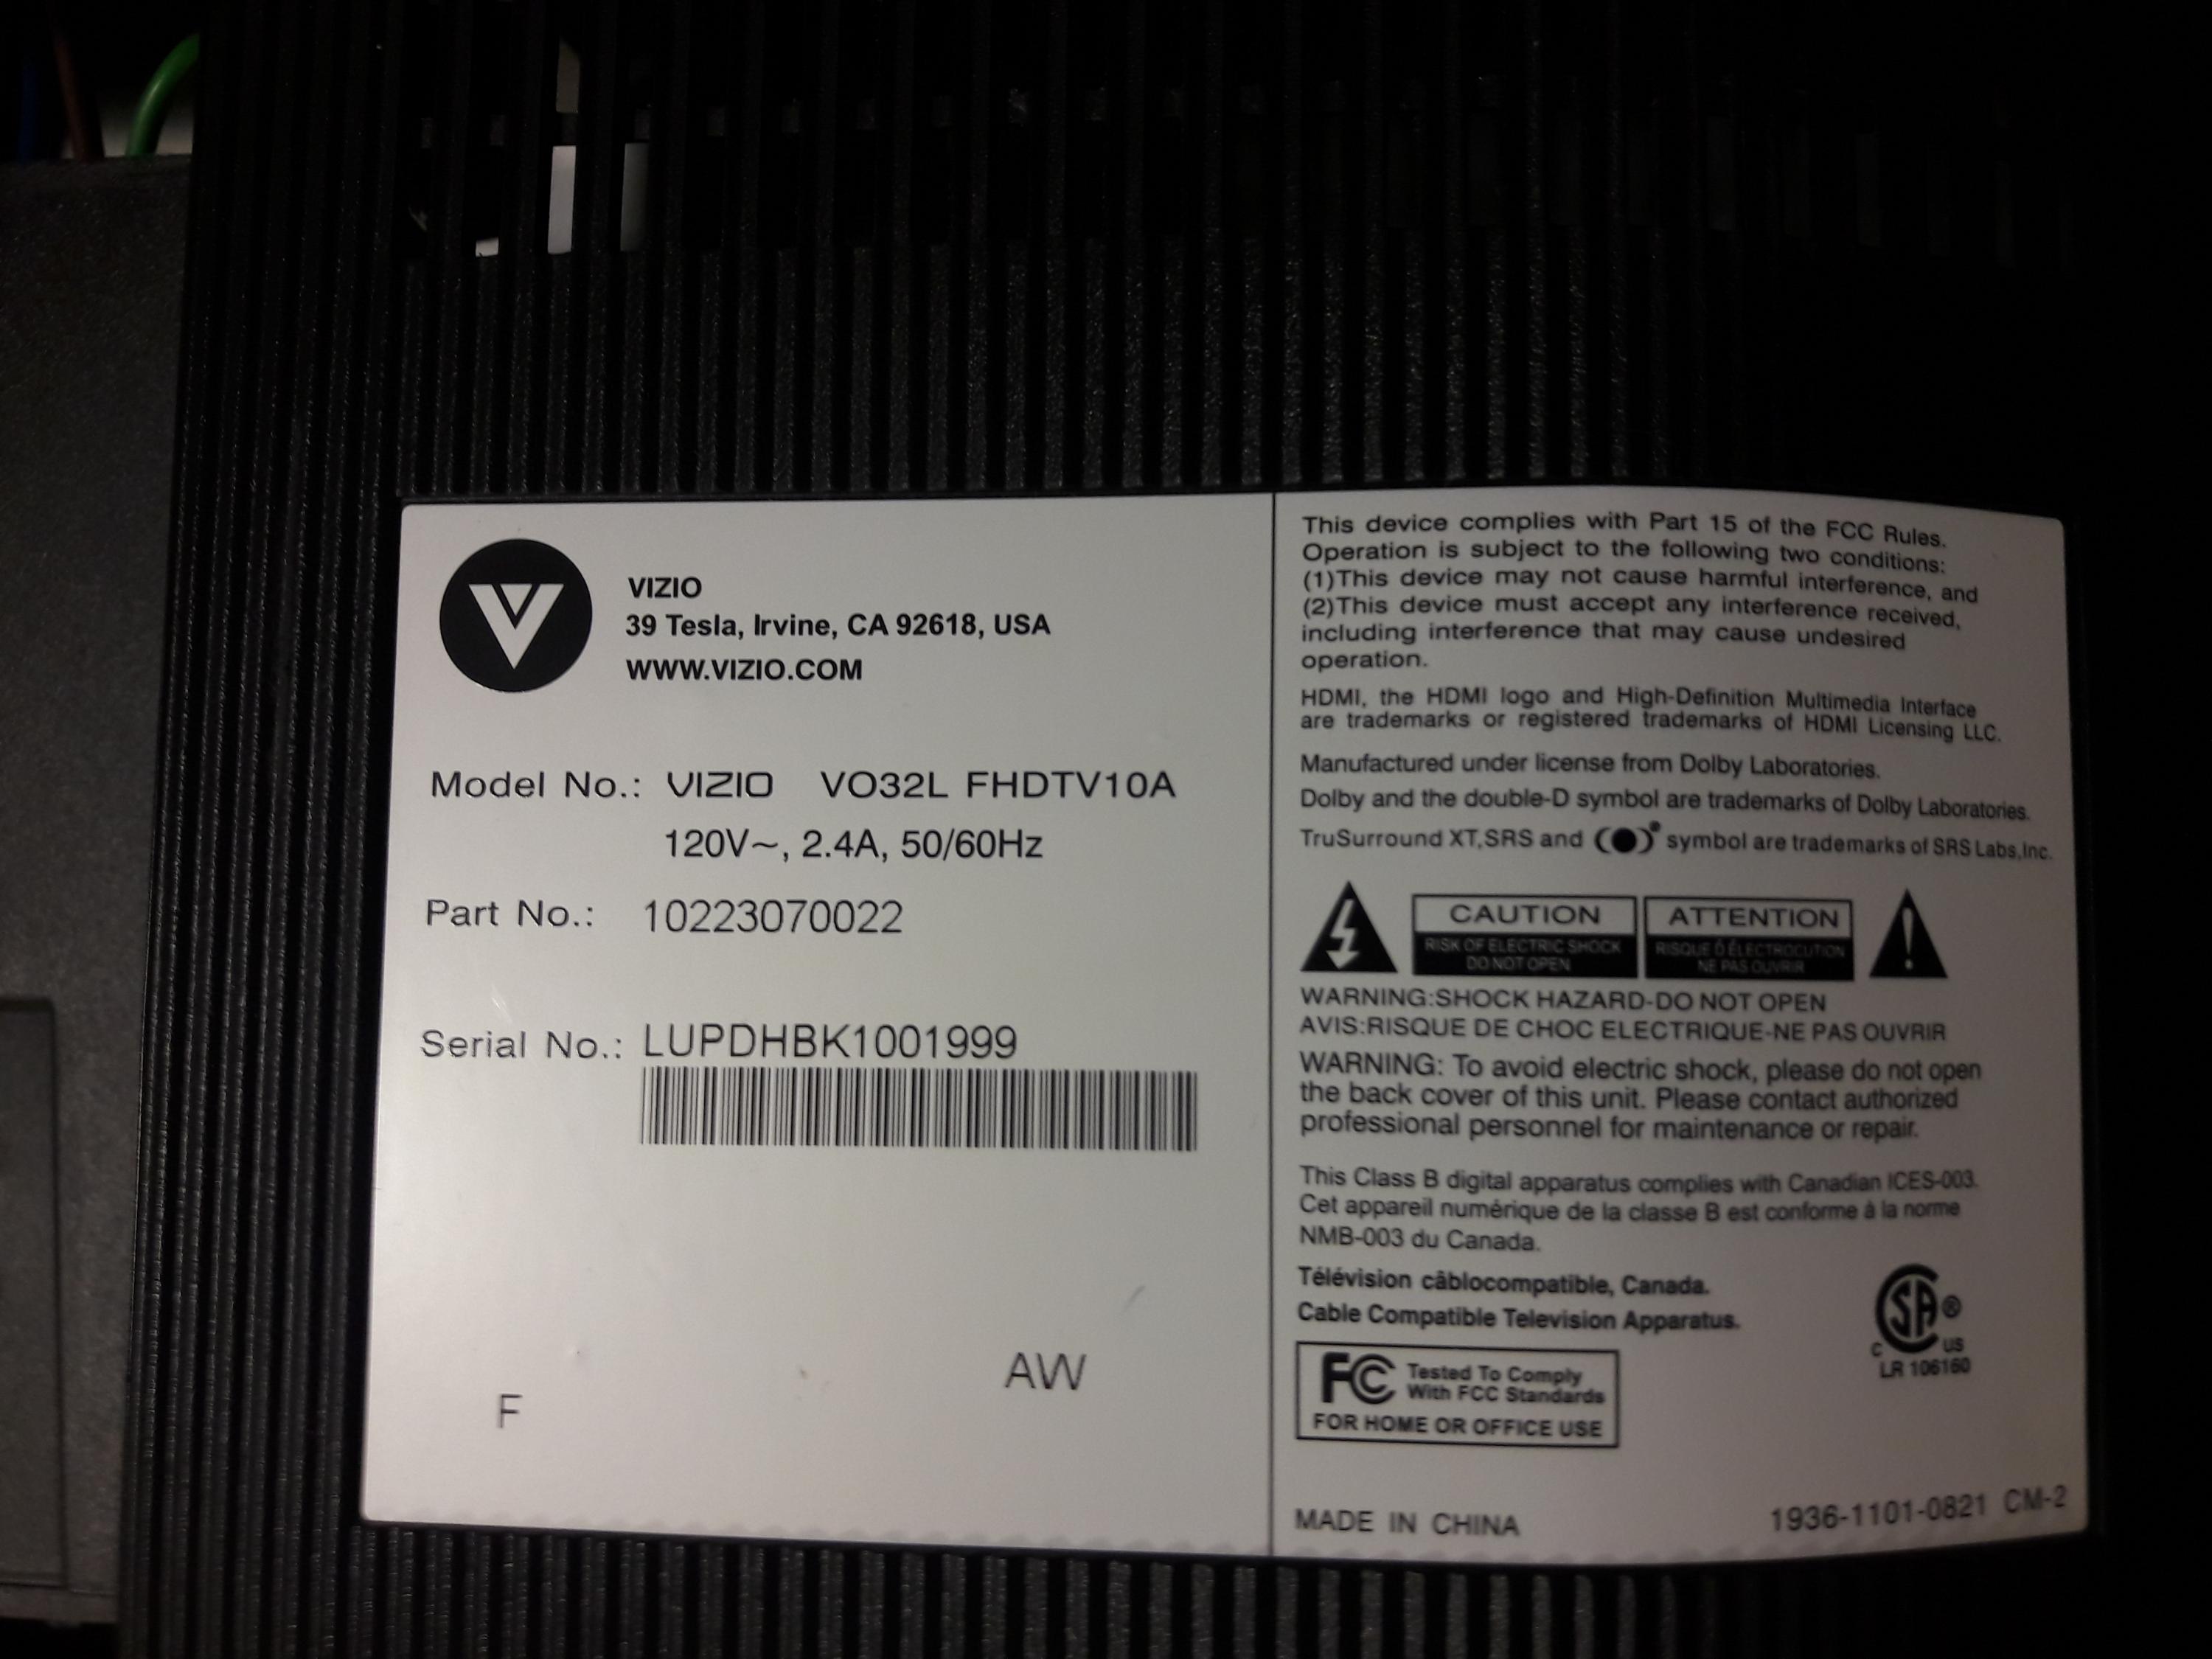 VIZIO
39 Tesla, Irvine, CA 92618, USA
WWW.VIZIO.COM
Model No.: VIZIO VO32L FHDTV10A
120V~, 2.4A, 50/60Hz
Part No.: 10223070022
Serial No.: LUPDHBK1001999
F
AW
This device complies with Part 15 of the FCC Rules.
Operation is subject to the following two conditions:
(1)This device may not cause harmful interference, and
(2)This device must accept any interference received,
including interference that may cause undesired
operation.
HDMI, the HDMI logo and High-Definition Multimedia Interface
are trademarks or registered trademarks of HDMI Licensing LLC.
Manufactured under license from Dolby Laboratories.
Dolby and the double-D symbol are trademarks of Dolby Laboratories.
TruSurround XT,SRS and (●)® symbol are trademarks of SRS Labs,Inc.
CAUTION
RISK OF ELECTRIC SHOCK
DO NOT OPEN
ATTENTION
RISQUE D ÉLECTROCUTION
NE PAS OUVRIR
WARNING:SHOCK HAZARD-DO NOT OPEN
AVIS:RISQUE DE CHOC ELECTRIQUE-NE PAS OUVRIR
WARNING: To avoid electric shock, please do not open
the back cover of this unit. Please contact authorized
professional personnel for maintenance or repair.
This Class B digital apparatus complies with Canadian ICES-003.
Cet appareil numérique de la classe B est conforme à la norme
NMB-003 du Canada.
Télévision câblocompatible, Canada.
Cable Compatible Television Apparatus.
SA®
C US
LR 106160
FC Tested To Comply
With FCC Standards
FOR HOME OR OFFICE USE
MADE IN CHINA
1936-1101-0821 CM-2